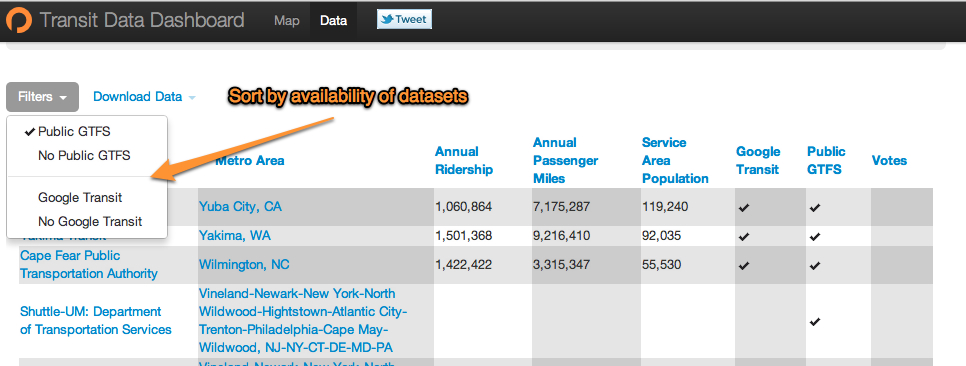 Transit Data Dashboard Map Data Tweet
Filters Download Data Sort by availability of datasets
Public GTFS
No Public GTFS
Google Transit
No Google Transit
Metro Area
Annual
Ridership
Annual
Passenger
Miles
Service
Area
Population
Google
Transit
Public
GTFS
Votes
Yuba City, CA 1,060,864 7,175,287 119,240
Yakima Transit Yakima, WA 1,501,368 9,216,410 92,035
Cape Fear Public
Transportation Authority
Wilmington, NC 1,422,422 3,315,347 55,530
Shuttle-UM: Department
of Transportation Services
Vineland-Newark-New York-North
Wildwood-Hightstown-Atlantic City-
Trenton-Philadelphia-Cape May-
Wildwood, NJ-NY-CT-DE-MD-PA
Vineland-Newark-New York-North